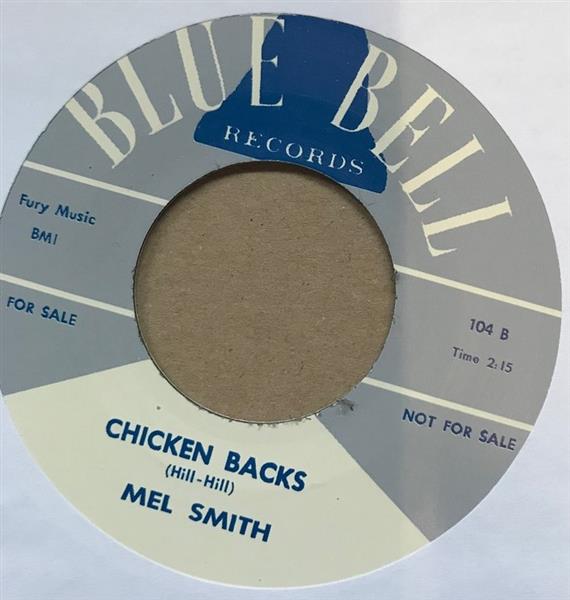 BLUE BELL
RECORDS
Fury Music
BMI
FOR SALE
104 B
Time 2:15
NOT FOR SALE
CHICKEN BACKS
(Hill-Hill)
MEL SMITH